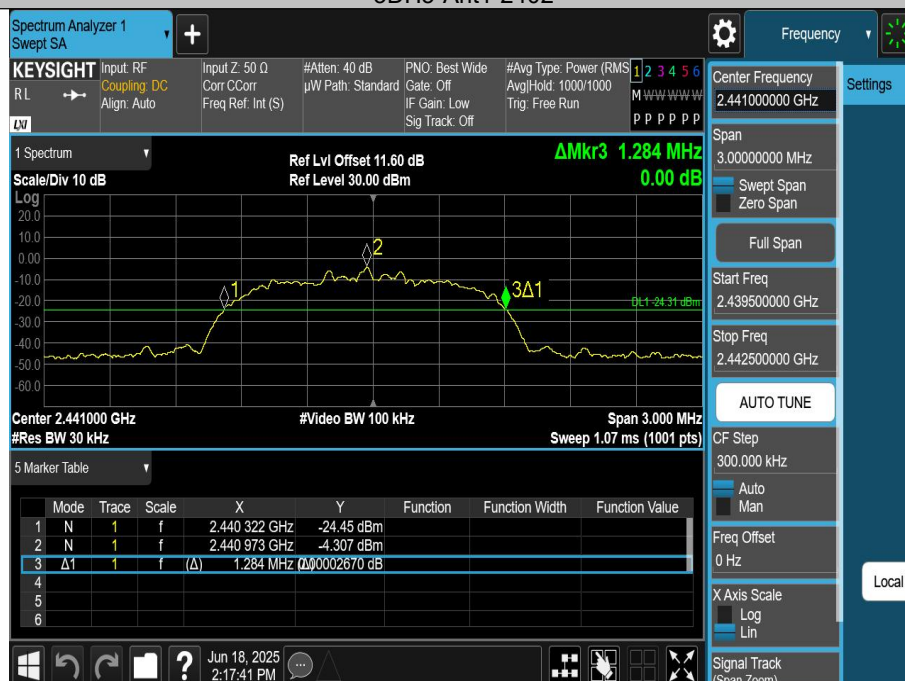 Spectrum Analyzer 1
Swept SA
+
Frequency
KEYSIGHT
RL
LXI
Input: RF
Coupling: DC
Align: Auto
Input Z: 50 Ω
Corr CCorr
Freq Ref: Int (S)
#Atten: 40 dB
µW Path: Standard
PNO: Best Wide
Gate: Off
IF Gain: Low
Sig Track: Off
#Avg Type: Power (RMS
Avg|Hold: 1000/1000
Trig: Free Run
1 2 3 4 5 6
M W W W W W
P P P P P P
1 Spectrum
Scale/Div 10 dB
Ref Lvl Offset 11.60 dB
Ref Level 30.00 dBm
ΔMkr3 1.284 MHz
0.00 dB
Log
20.0
10.0
0.00
-10.0
-20.0
-30.0
-40.0
-50.0
-60.0
1
2
3Δ1
DL1 -24.31 dBm
Center 2.441000 GHz
#Res BW 30 kHz
#Video BW 100 kHz
Span 3.000 MHz
Sweep 1.07 ms (1001 pts)
5 Marker Table
Mode Trace Scale X Y Function Function Width Function Value
1 N 1 f 2.440 322 GHz -24.45 dBm
2 N 1 f 2.440 973 GHz -4.307 dBm
3 Δ1 1 f (Δ) 1.284 MHz (Δ) 0.00002670 dB
4
5
6
?
Jun 18, 2025
2:17:41 PM
Center Frequency
2.441000000 GHz
Span
3.00000000 MHz
Swept Span
Zero Span
Full Span
Start Freq
2.439500000 GHz
Stop Freq
2.442500000 GHz
AUTO TUNE
CF Step
300.000 kHz
Auto
Man
Freq Offset
0 Hz
X Axis Scale
Log
Lin
Signal Track
(Span Zoom)
Settings
Local